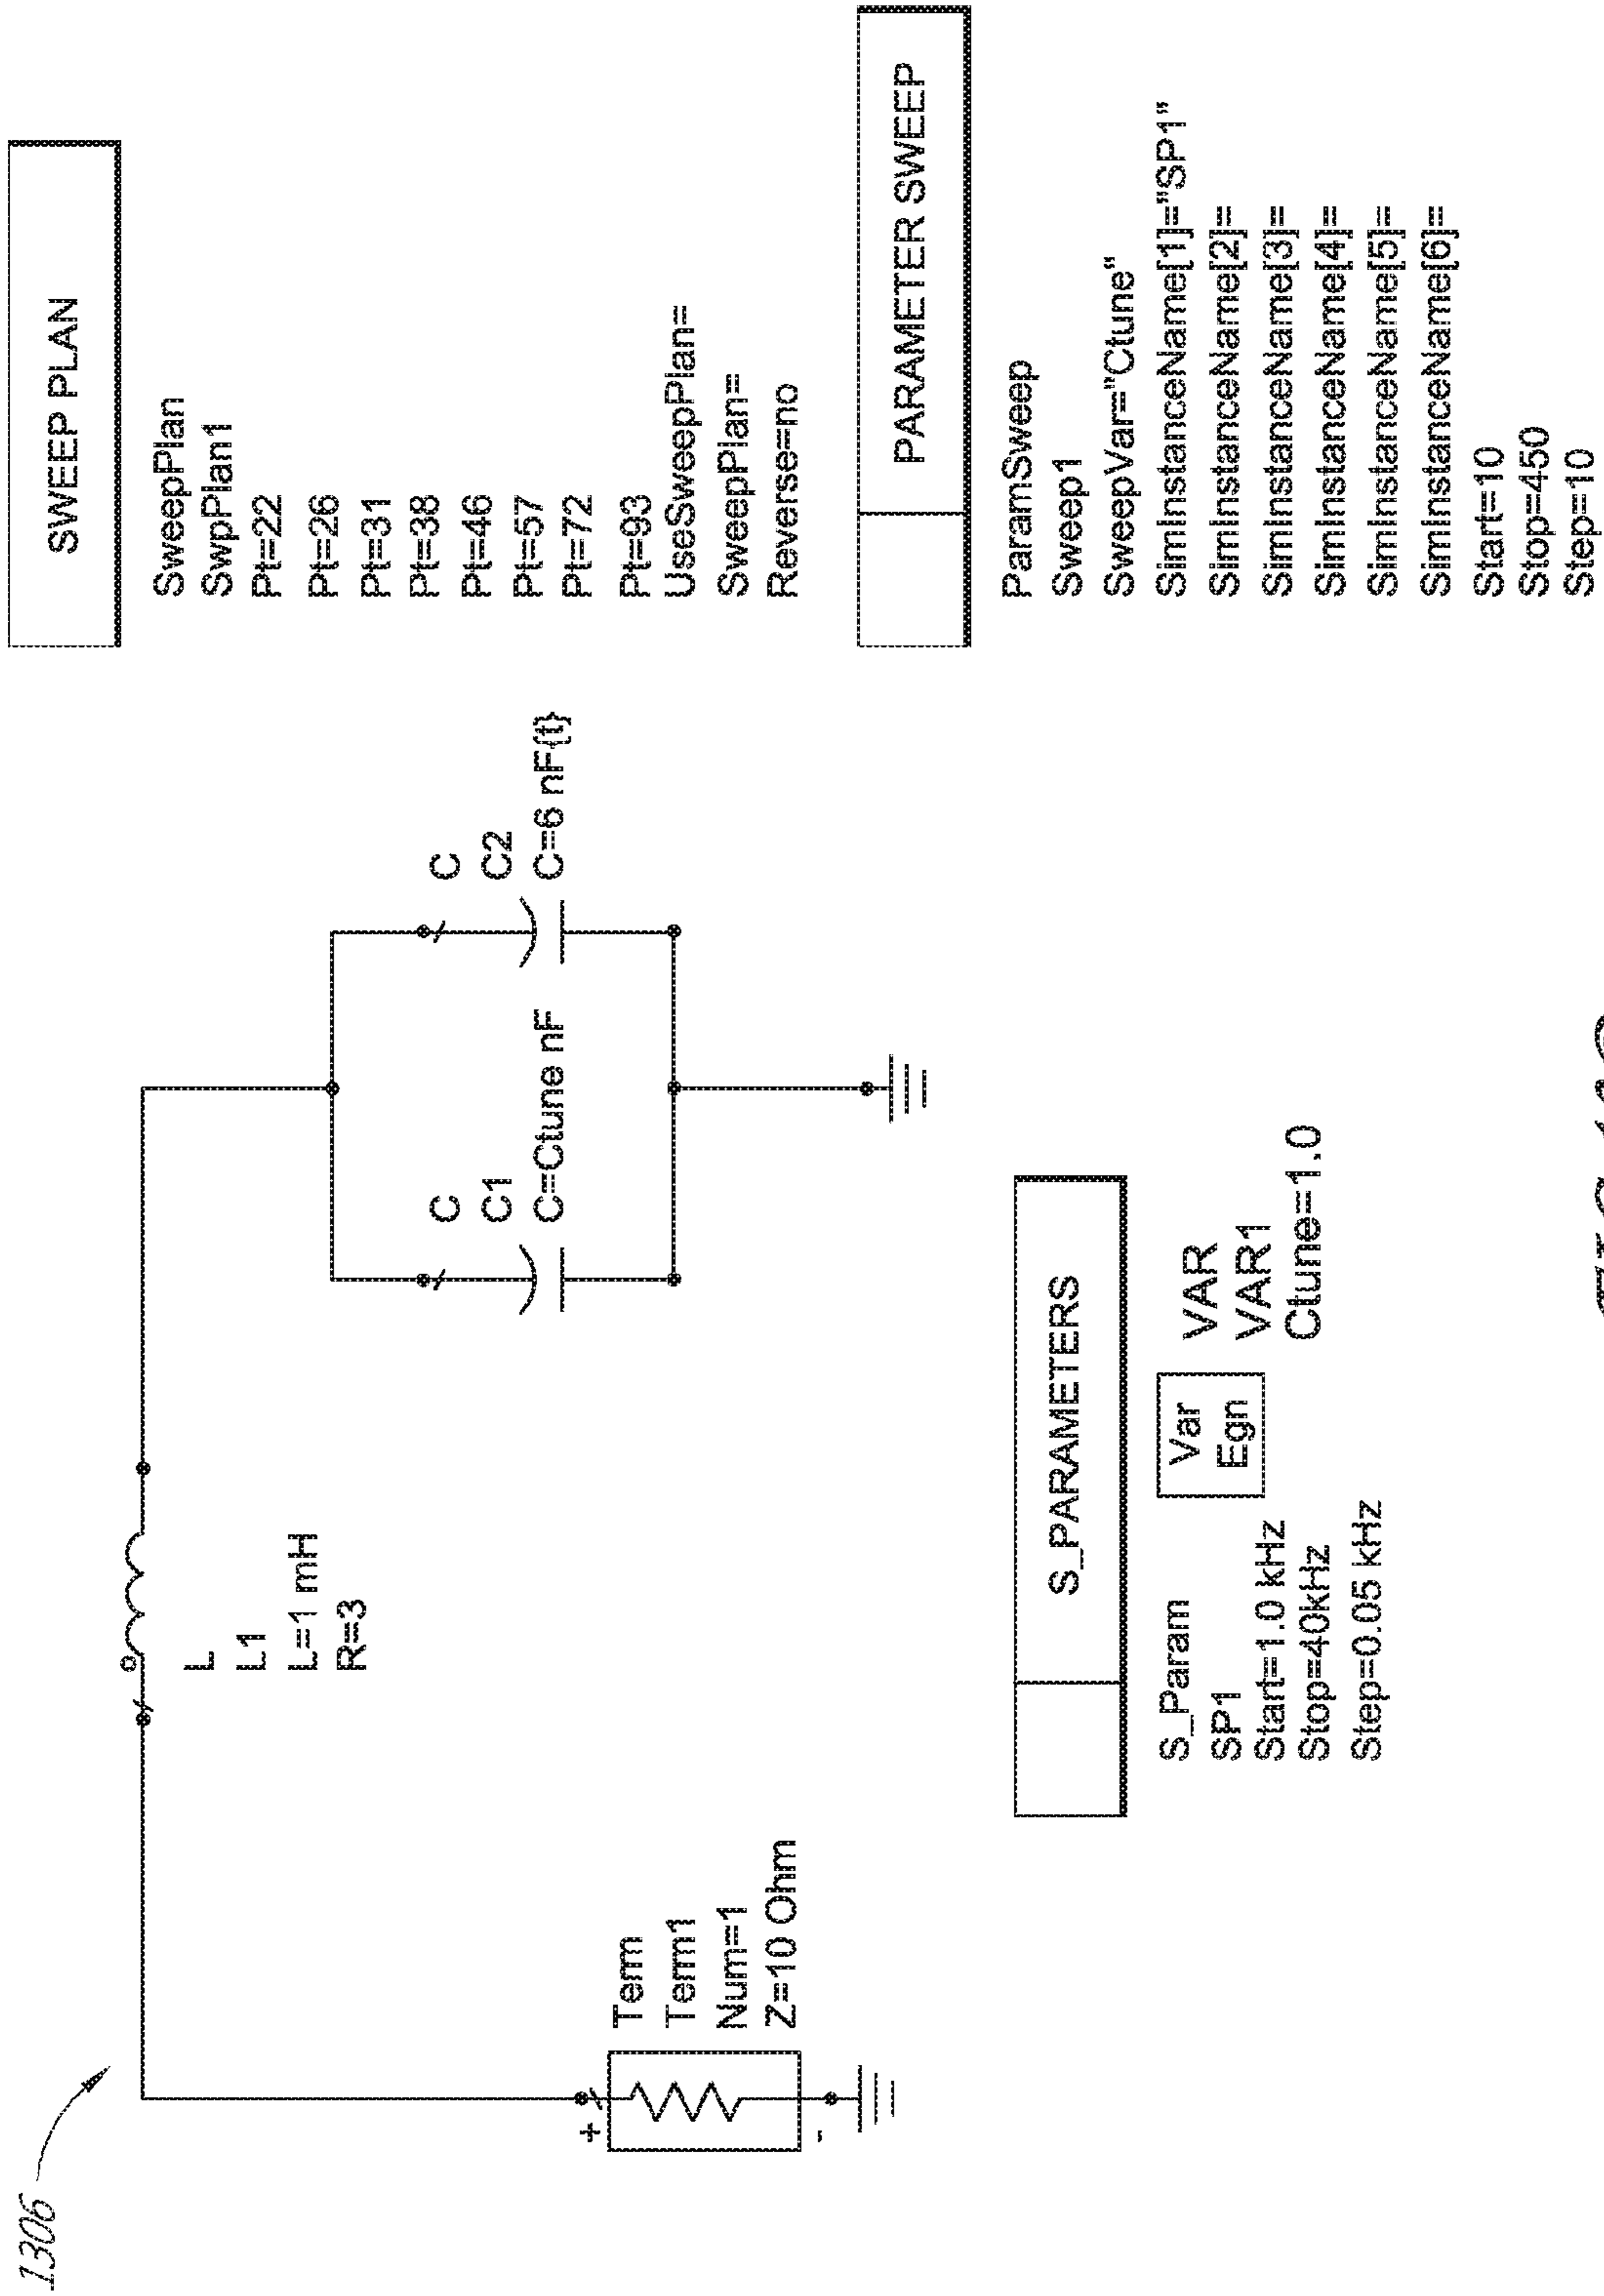 1306
Term
Term1
Num=1
Z=10 Ohm
+
-
L
L1
L=1 mH
R=3
C
C1
C=Ctune nF
C
C2
C=6 nF{t}
S_PARAMETERS
S_Param
SP1
Start=1.0 kHz
Stop=40kHz
Step=0.05 kHz
Var
Egn
VAR
VAR1
Ctune=1.0
SWEEP PLAN
SweepPlan
SwpPlan1
Pt=22
Pt=26
Pt=31
Pt=38
Pt=46
Pt=57
Pt=72
Pt=93
UseSweepPlan=
SweepPlan=
Reverse=no
PARAMETER SWEEP
ParamSweep
Sweep1
SweepVar="Ctune"
SimInstanceName[1]="SP1"
SimInstanceName[2]=
SimInstanceName[3]=
SimInstanceName[4]=
SimInstanceName[5]=
SimInstanceName[6]=
Start=10
Stop=450
Step=10